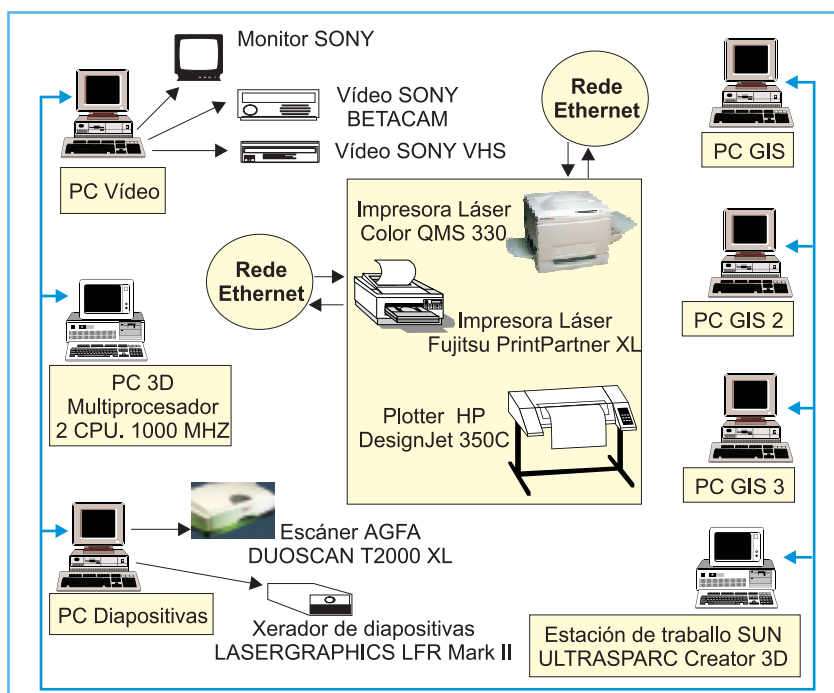 Monitor SONY
Vídeo SONY
BETACAM
Vídeo SONY VHS
PC Vídeo
Rede
Ethernet
PC GIS
Impresora Láser
Color QMS 330
Rede
Ethernet
Impresora Láser
Fujitsu PrintPartner XL
PC GIS 2
PC 3D
Multiprocesador
2 CPU. 1000 MHZ
Plotter HP
DesignJet 350C
PC GIS 3
Escáner AGFA
DUOSCAN T2000 XL
PC Diapositivas
Xerador de diapositivas
LASERGRAPHICS LFR Mark II
Estación de traballo SUN
ULTRASPARC Creator 3D